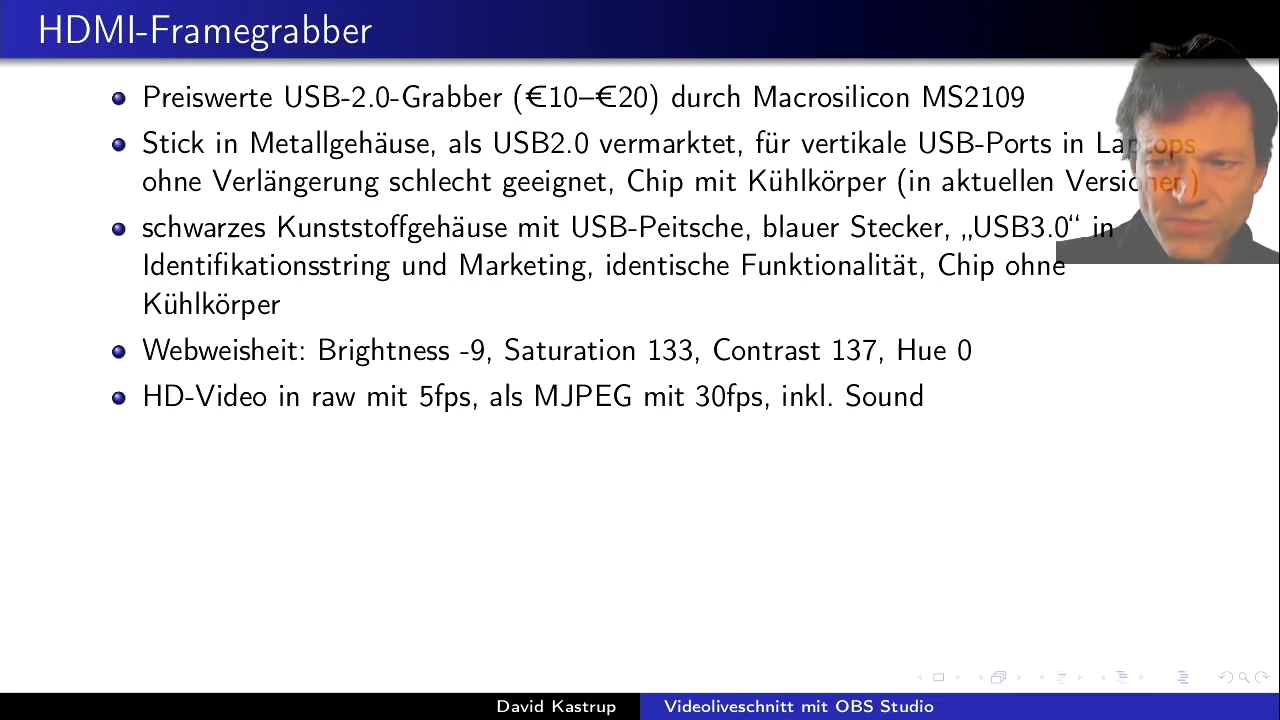 HDMI-Framegrabber
Preiswerte USB-2.0-Grabber (€10–€20) durch Macrosilicon MS2109
Stick in Metallgehäuse, als USB2.0 vermarktet, für vertikale USB-Ports in Laptops
ohne Verlängerung schlecht geeignet, Chip mit Kühlkörper (in aktuellen Versionen)
schwarzes Kunststoffgehäuse mit USB-Peitsche, blauer Stecker, „USB3.0“ in
Identifikationsstring und Marketing, identische Funktionalität, Chip ohne
Kühlkörper
Webweisheit: Brightness -9, Saturation 133, Contrast 137, Hue 0
HD-Video in raw mit 5fps, als MJPEG mit 30fps, inkl. Sound
David Kastrup
Videoliveschnitt mit OBS Studio